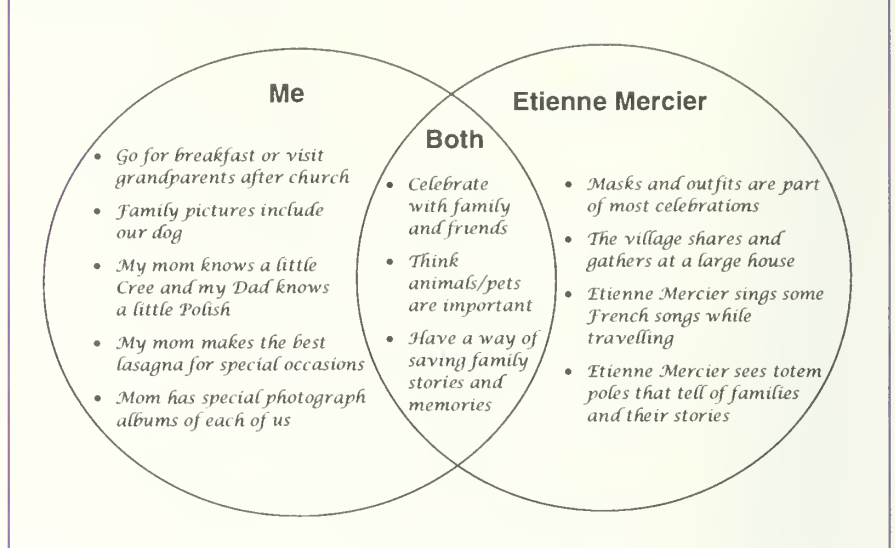 Me
• Go for breakfast or visit
grandparents after church
• Family pictures include
our dog
• My mom knows a little
Cree and my Dad knows
a little Polish
• My mom makes the best
lasagna for special occasions
• Mom has special photograph
albums of each of us
Both
• Celebrate
with family
and friends
• Think
animals/pets
are important
• Have a way of
saving family
stories and
memories
Etienne Mercier
• Masks and outfits are part
of most celebrations
• The village shares and
gathers at a large house
• Etienne Mercier sings some
French songs while
travelling
• Etienne Mercier sees totem
poles that tell of families
and their stories